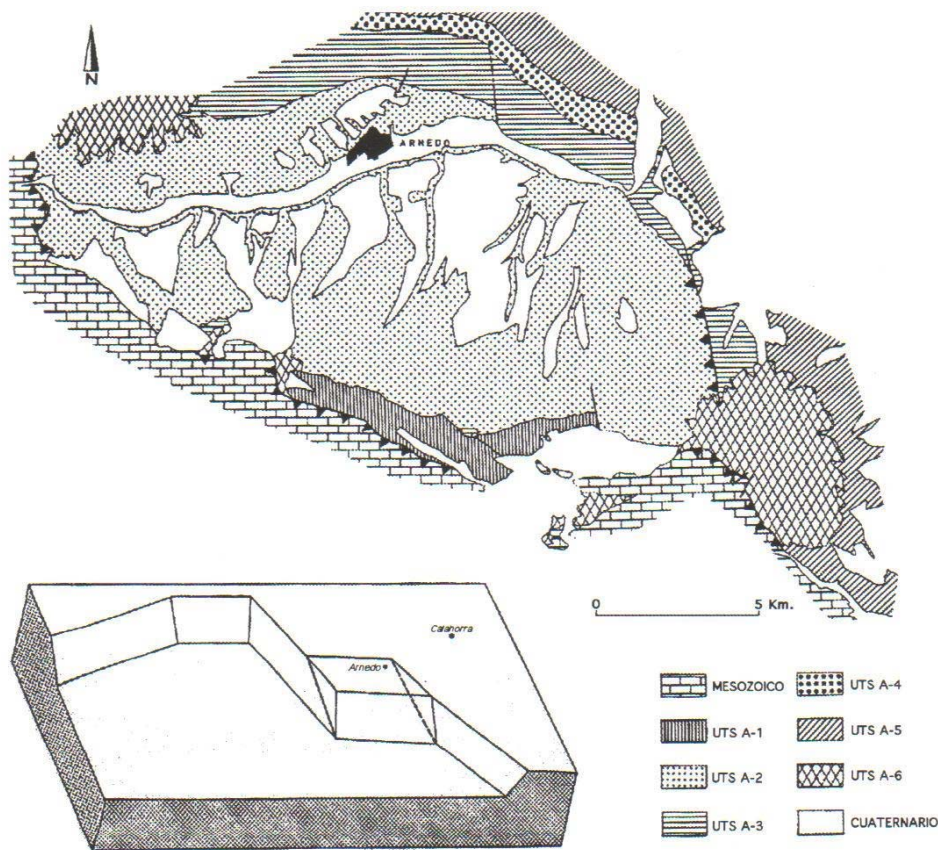 N
ARNEDO
Calahorra
Arnedo
0 5 Km.
MESOZOICO
UTS A-1
UTS A-2
UTS A-3
UTS A-4
UTS A-5
UTS A-6
CUATERNARIO